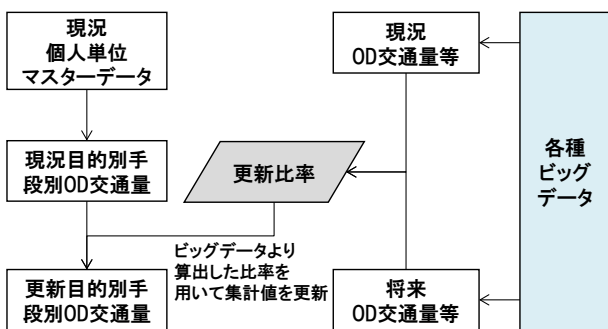 現況
個人単位
マスターデータ
現況
OD交通量等
各種
ビッグ
データ
現況目的別手
段別OD交通量
更新比率
ビッグデータより
算出した比率を
用いて集計値を更新
更新目的別手
段別OD交通量
将来
OD交通量等